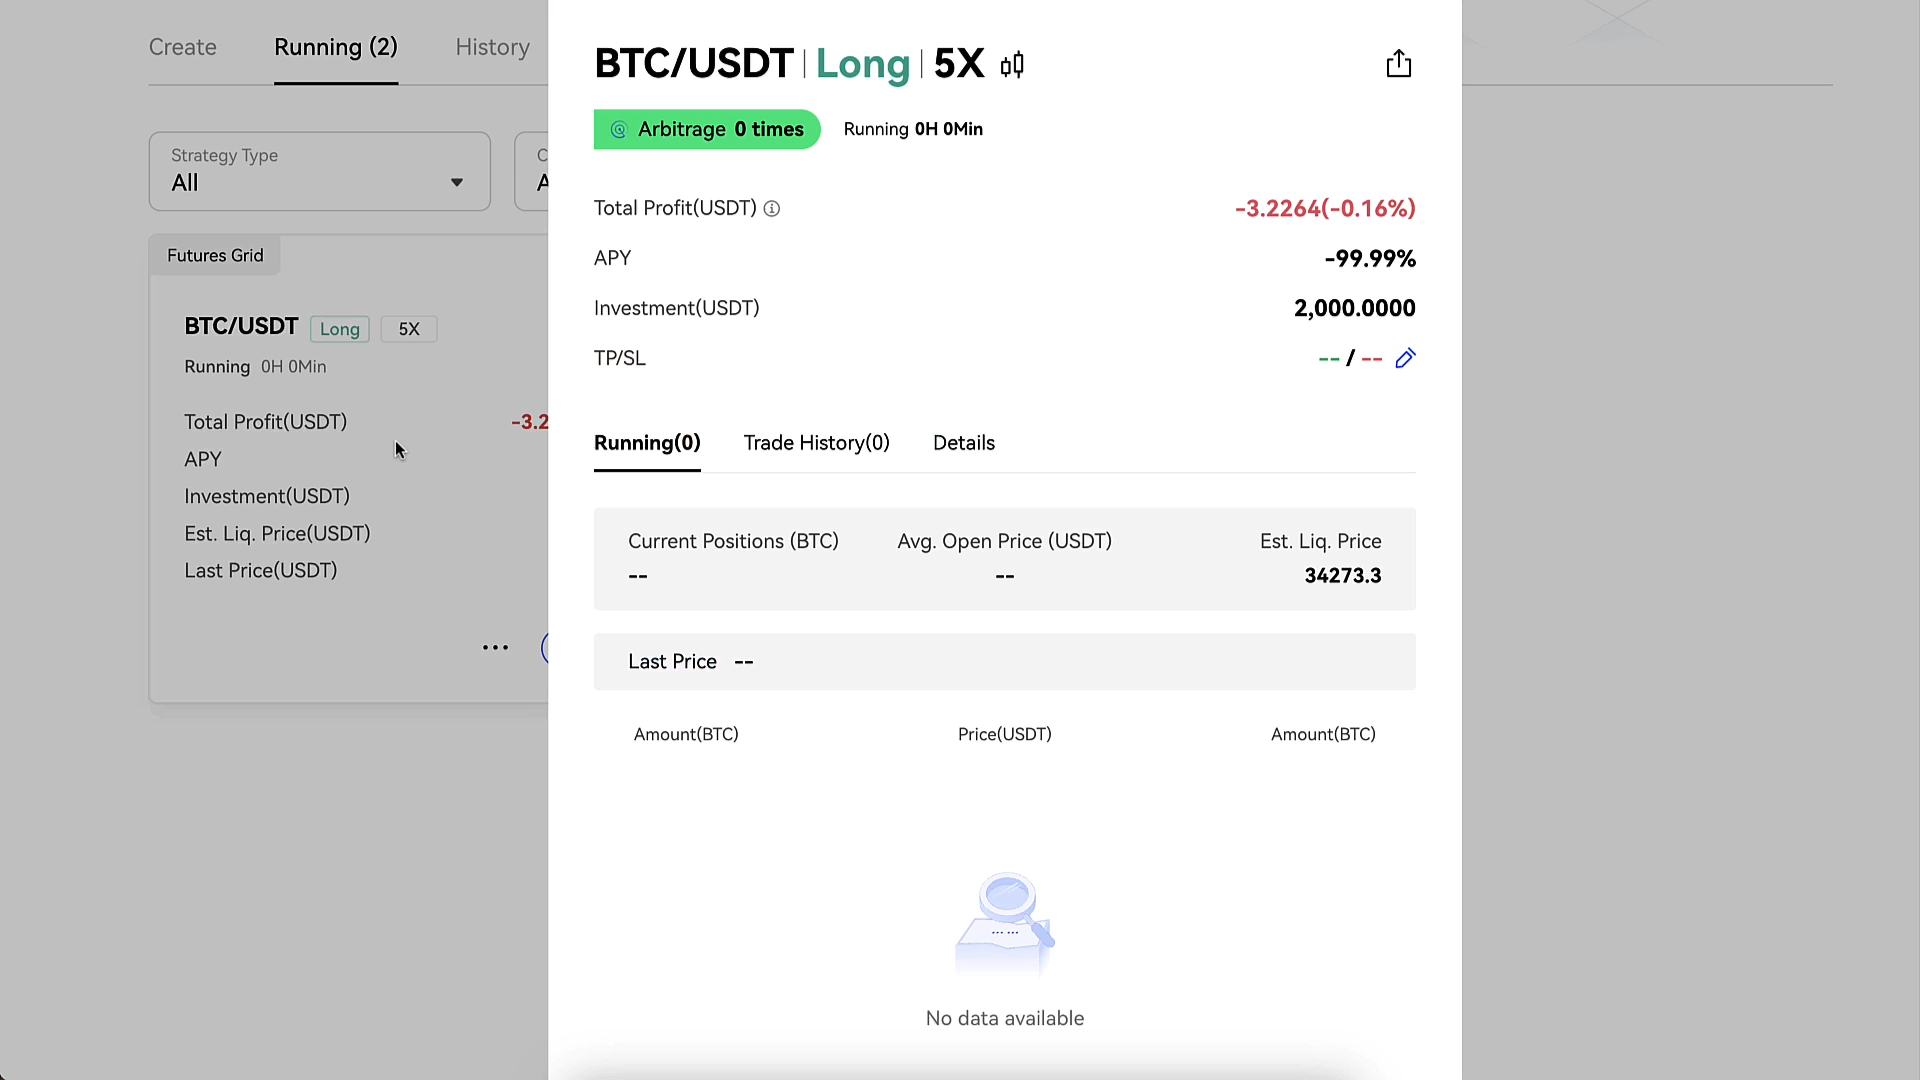 Create Running (2) History
Strategy Type
All
Futures Grid
BTC/USDT Long 5X
Running 0H 0Min
Total Profit(USDT) -3.2
APY
Investment(USDT)
Est. Liq. Price(USDT)
Last Price(USDT)
BTC/USDT | Long | 5X
Arbitrage 0 times Running 0H 0Min
Total Profit(USDT) -3.2264(-0.16%)
APY -99.99%
Investment(USDT) 2,000.0000
TP/SL -- / --
Running(0) Trade History(0) Details
Current Positions (BTC) Avg. Open Price (USDT) Est. Liq. Price
-- -- 34273.3
Last Price --
Amount(BTC) Price(USDT) Amount(BTC)
No data available